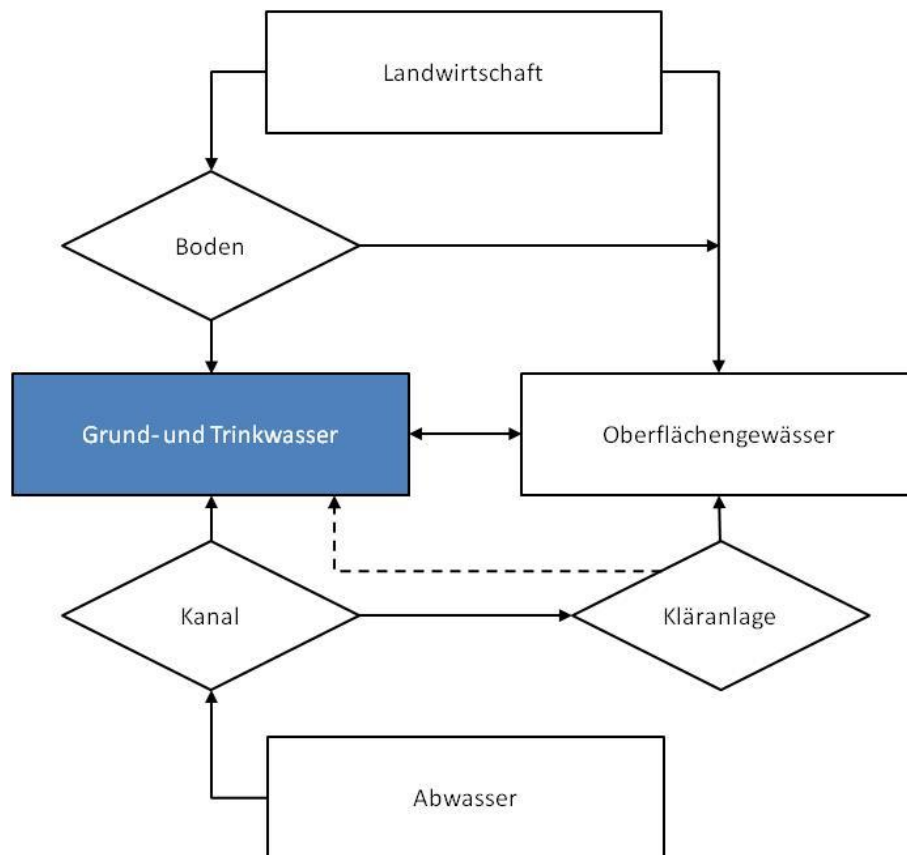 Landwirtschaft
Boden
Grund- und Trinkwasser
Oberflächengewässer
Kanal
Kläranlage
Abwasser